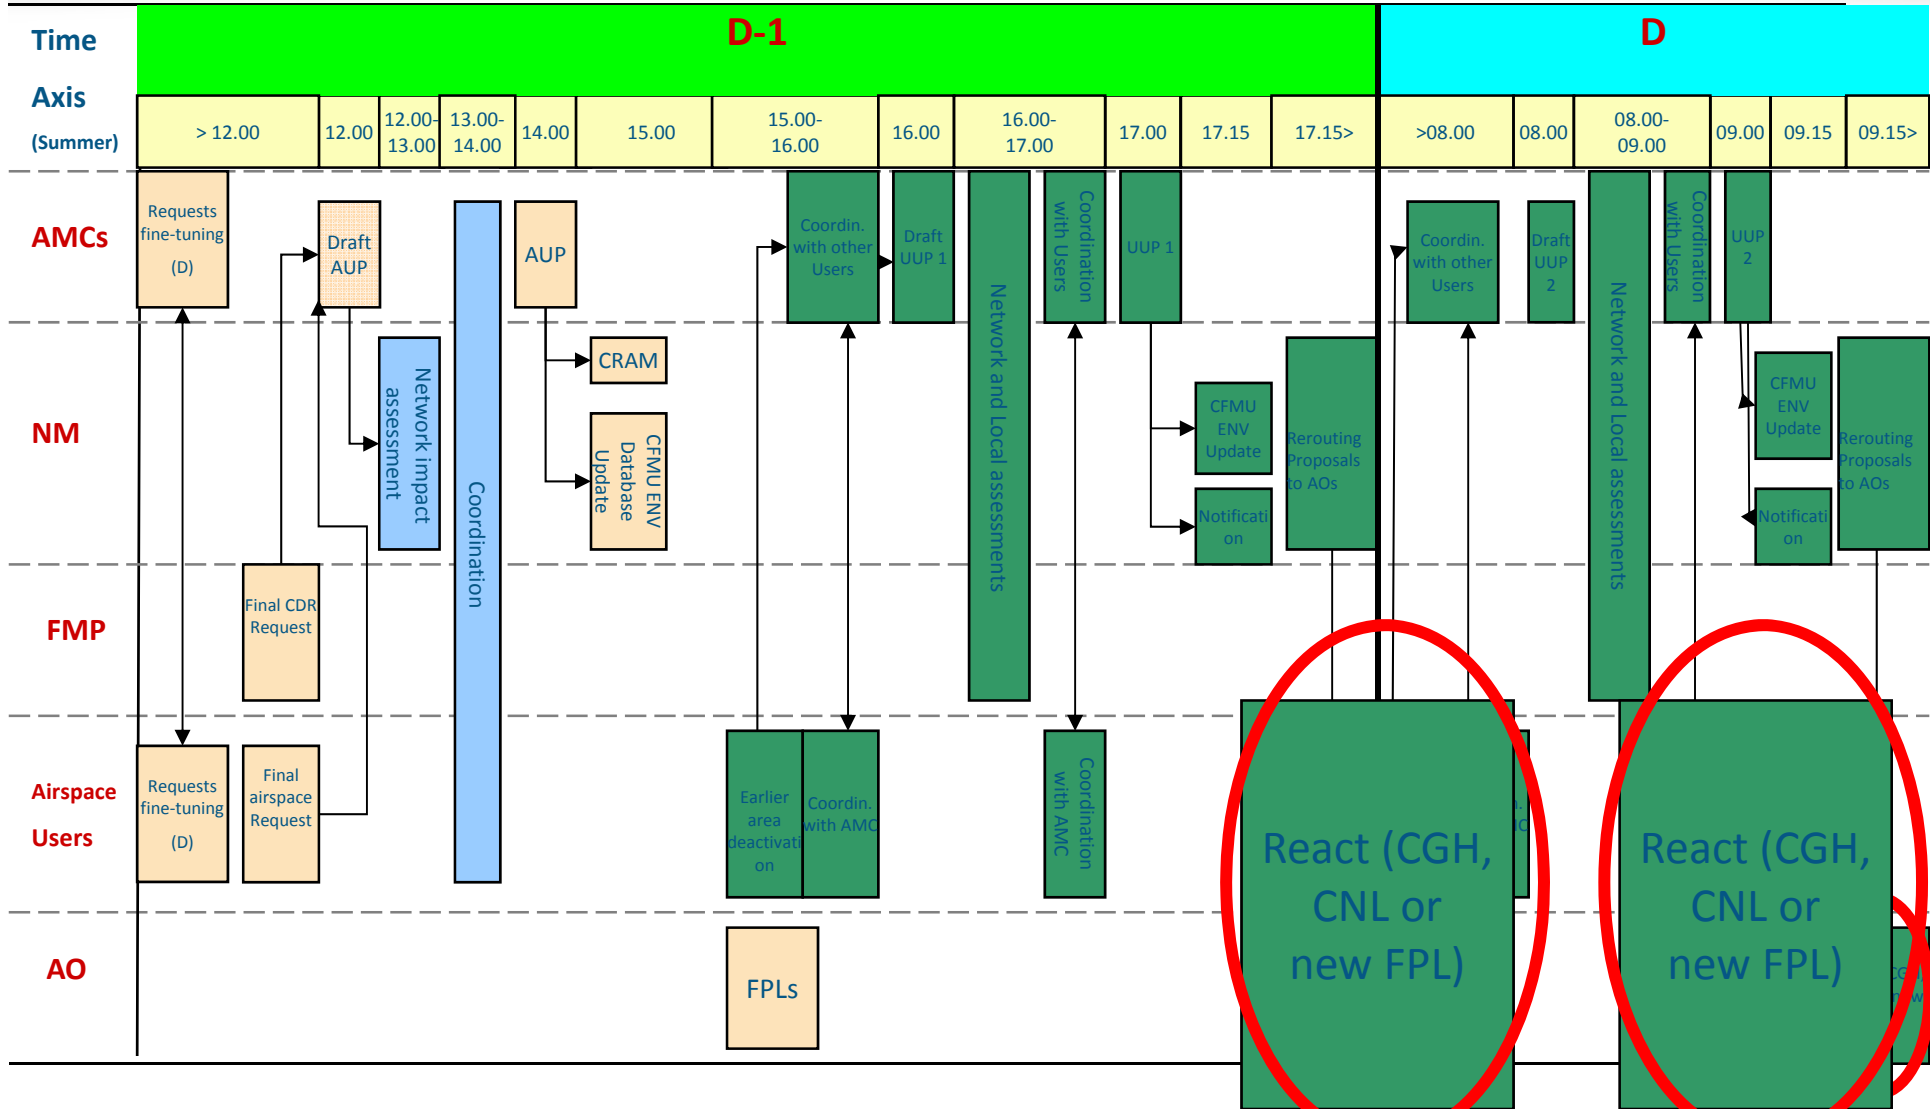 D-1
D
Time
Axis
(Summer)
> 12.00
12.00
12.00-
13.00
13.00-
14.00
14.00
15.00
15.00-
16.00
16.00
16.00-
17.00
17.00
17.15
17.15>
>08.00
08.00
08.00-
09.00
09.00
09.15
09.15>
AMCs
Requests
fine-tuning
(D)
Draft
AUP
AUP
Coordin.
with other
Users
Draft
UUP 1
Coordination
with Users
UUP 1
Coordin.
with other
Users
Draft
UUP
2
Coordination
with Users
UUP
2
NM
Network impact
assessment
Coordination
CRAM
CFMU ENV
Database
Update
Network and Local assessments
CFMU
ENV
Update
Notificati
on
Rerouting
Proposals
to AOs
Network and Local assessments
CFMU
ENV
Update
Notificati
on
Rerouting
Proposals
to AOs
FMP
Final CDR
Request
Airspace
Users
Requests
fine-tuning
(D)
Final
airspace
Request
Earlier
area
deactivati
on
Coordin.
with AMC
Coordination
with AMC
React (CGH,
CNL or
new FPL)
React (CGH,
CNL or
new FPL)
AO
FPLs